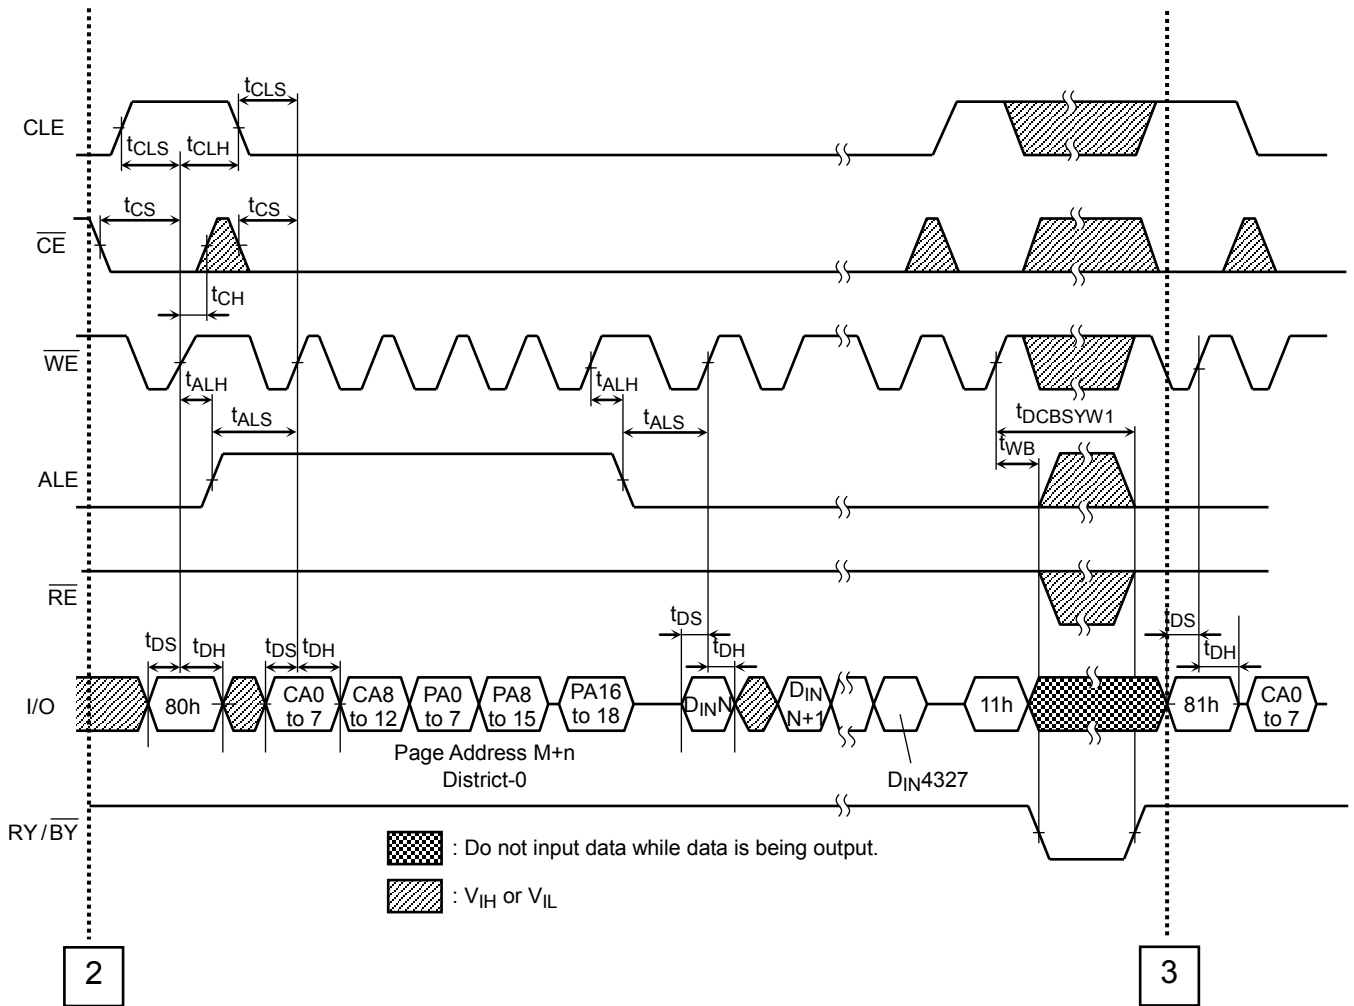 tCLS
CLE
tCLS tCLH
tCS tCS
CE
tCH
WE
tALH tALH
tALS tALS tDCBSYW1
tWB
ALE
RE
tDS tDH tDS tDH tDS tDH tDS tDH
I/O 80h CA0 to 7 CA8 to 12 PA0 to 7 PA8 to 15 PA16 to 18 DINN DIN N+1 11h 81h CA0 to 7
Page Address M+n
District-0
DIN4327
RY/BY
: Do not input data while data is being output.
: VIH or VIL
2 3